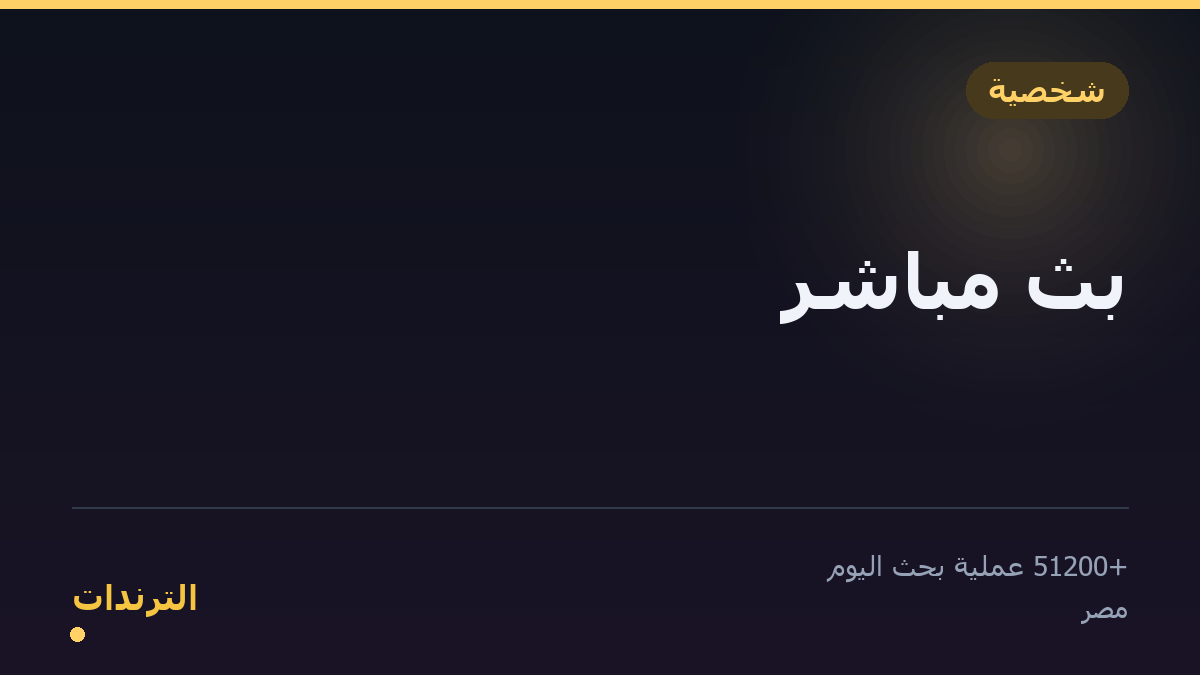 شخصية
بث مباشر
+51200 عملية بحث اليوم
مصر
الترندات